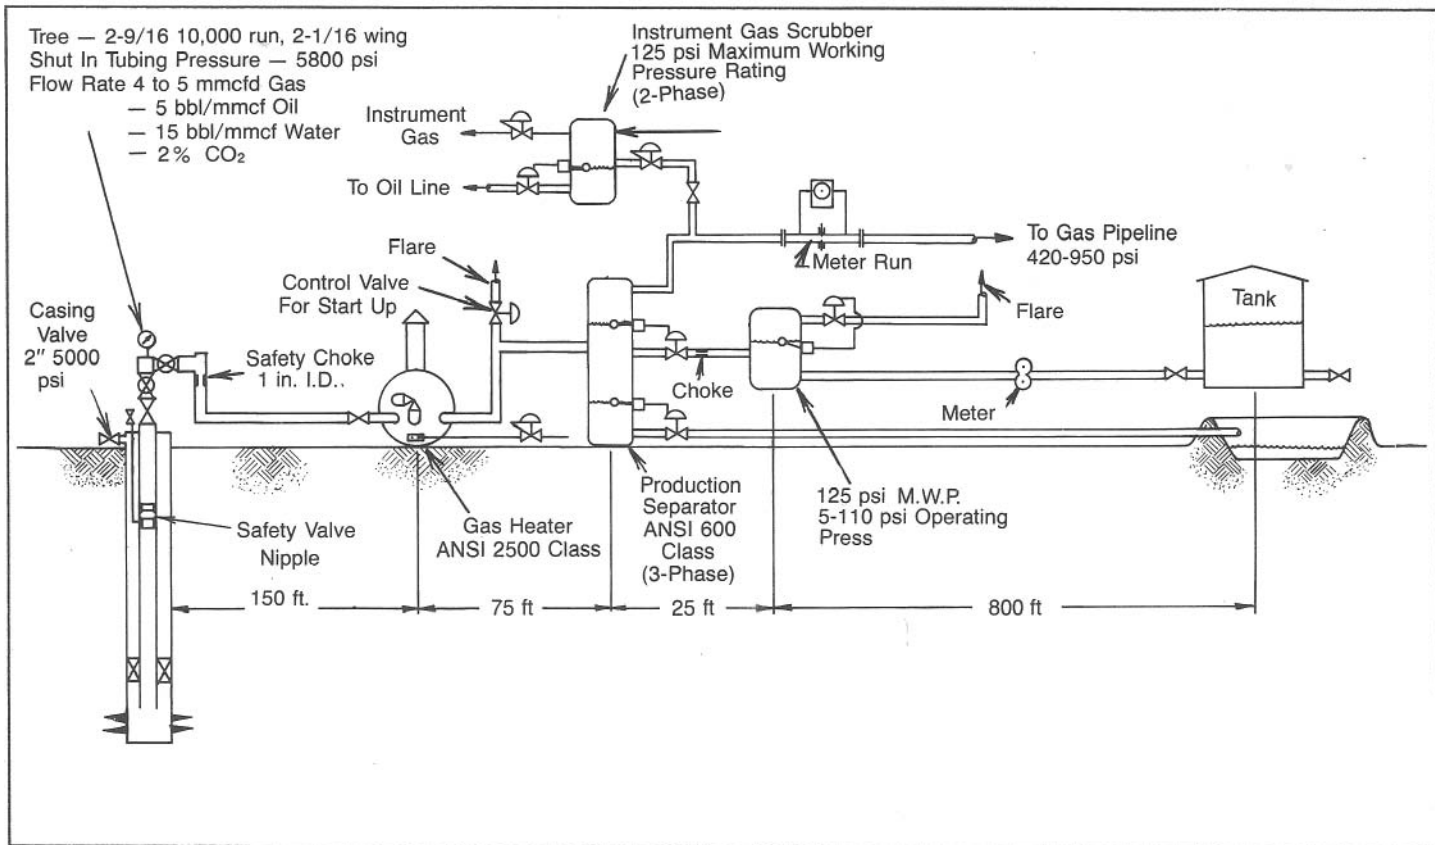 Tree — 2-9/16 10,000 run, 2-1/16 wing
Shut In Tubing Pressure — 5800 psi
Flow Rate 4 to 5 mmcfd Gas
— 5 bbl/mmcf Oil
— 15 bbl/mmcf Water
— 2% CO₂
Instrument Gas Scrubber
125 psi Maximum Working
Pressure Rating
(2-Phase)
Instrument
Gas
To Oil Line
Flare
Control Valve
For Start Up
Meter Run
To Gas Pipeline
420-950 psi
Casing
Valve
2" 5000
psi
Safety Choke
1 in. I.D..
Choke
Flare
Tank
Meter
Safety Valve
Nipple
Gas Heater
ANSI 2500 Class
Production
Separator
ANSI 600
Class
(3-Phase)
125 psi M.W.P.
5-110 psi Operating
Press
150 ft.
75 ft
25 ft
800 ft